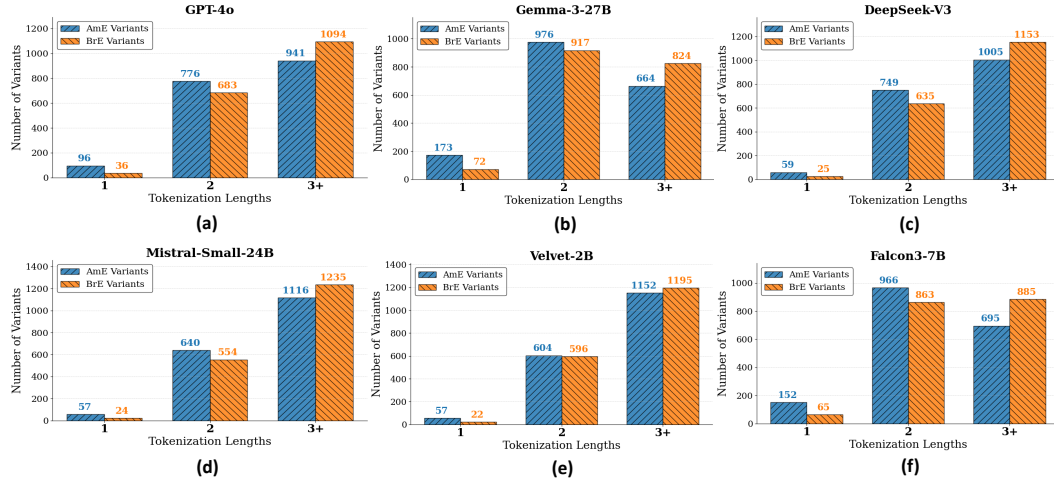 GPT-4o
AmE Variants
BrE Variants
Number of Variants
1200
1000
800
600
400
200
0
96
36
776
683
941
1094
1
2
3+
Tokenization Lengths
(a)
Gemma-3-27B
AmE Variants
BrE Variants
Number of Variants
1000
800
600
400
200
0
173
72
976
917
664
824
1
2
3+
Tokenization Lengths
(b)
DeepSeek-V3
AmE Variants
BrE Variants
Number of Variants
1200
1000
800
600
400
200
0
59
25
749
635
1005
1153
1
2
3+
Tokenization Lengths
(c)
Mistral-Small-24B
AmE Variants
BrE Variants
Number of Variants
1400
1200
1000
800
600
400
200
0
57
24
640
554
1116
1235
1
2
3+
Tokenization Lengths
(d)
Velvet-2B
AmE Variants
BrE Variants
Number of Variants
1400
1200
1000
800
600
400
200
0
57
22
604
596
1152
1195
1
2
3+
Tokenization Lengths
(e)
Falcon3-7B
AmE Variants
BrE Variants
Number of Variants
1000
800
600
400
200
0
152
65
966
863
695
885
1
2
3+
Tokenization Lengths
(f)